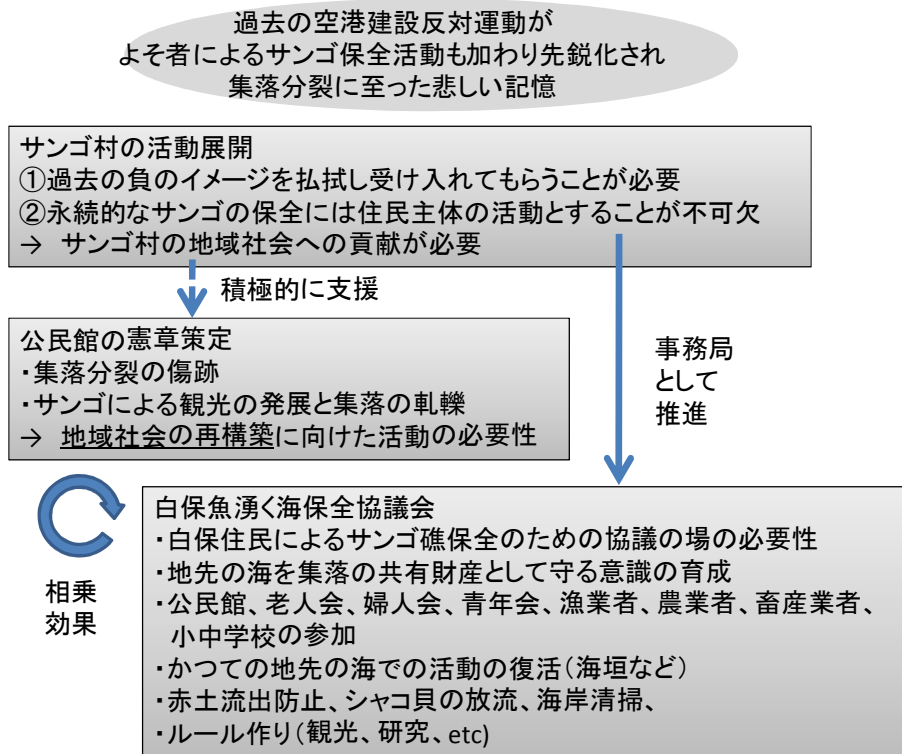 過去の空港建設反対運動が
よそ者によるサンゴ保全活動も加わり先鋭化され
集落分裂に至った悲しい記憶
サンゴ村の活動展開
①過去の負のイメージを払拭し受け入れてもらうことが必要
②永続的なサンゴの保全には住民主体の活動とすることが不可欠
→ サンゴ村の地域社会への貢献が必要
積極的に支援
公民館の憲章策定
・集落分裂の傷跡
・サンゴによる観光の発展と集落の軋轢
→ 地域社会の再構築に向けた活動の必要性
事務局
として
推進
相乗
効果
白保魚湧く海保全協議会
・白保住民によるサンゴ礁保全のための協議の場の必要性
・地先の海を集落の共有財産として守る意識の育成
・公民館、老人会、婦人会、青年会、漁業者、農業者、畜産業者、
小中学校の参加
・かつての地先の海での活動の復活(海垣など)
・赤土流出防止、シャコ貝の放流、海岸清掃、
・ルール作り(観光、研究、etc)